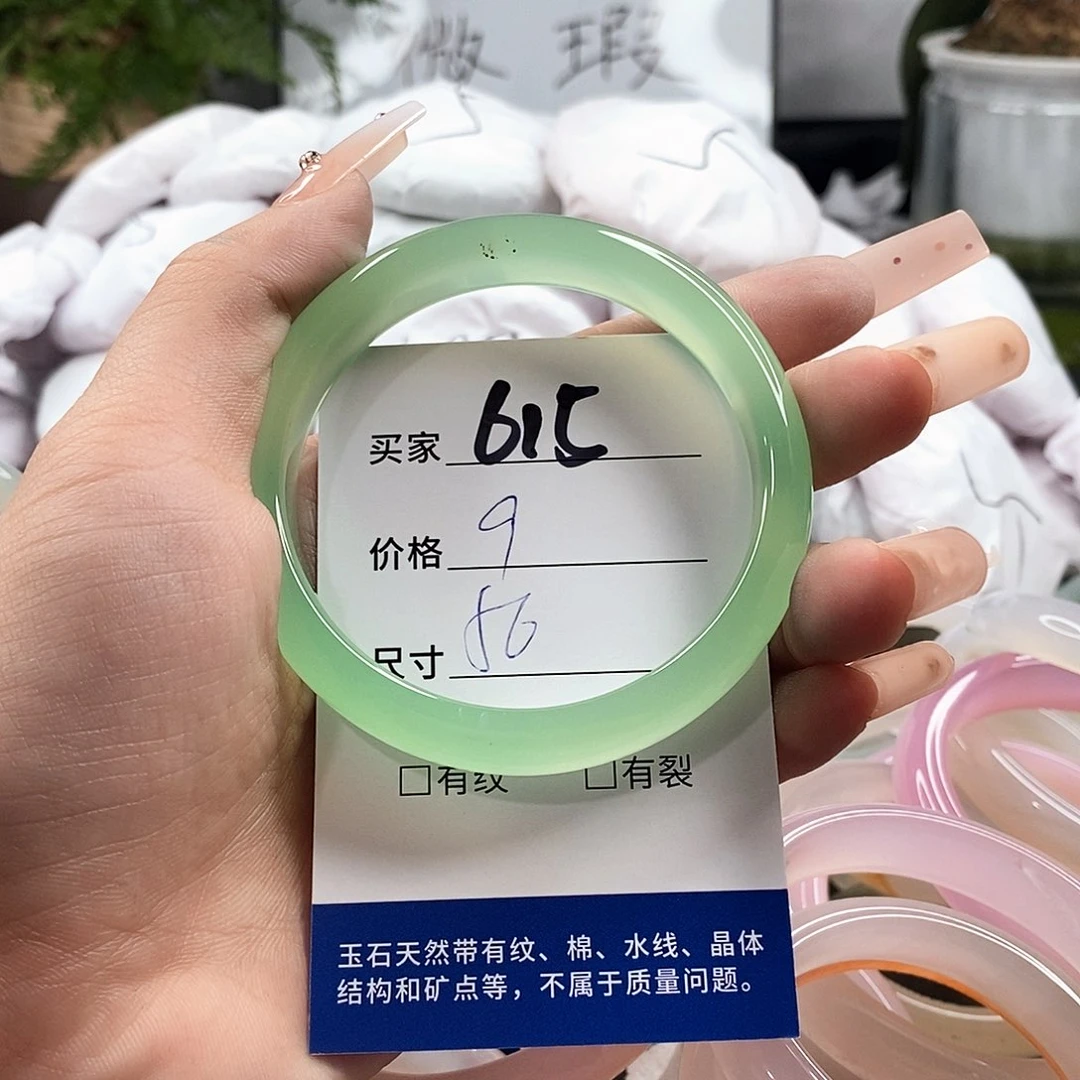 微瑕
买家 615
价格 9
尺寸 56
□有纹 □有裂
玉石天然带有纹、棉、水线、晶体
结构和矿点等，不属于质量问题。